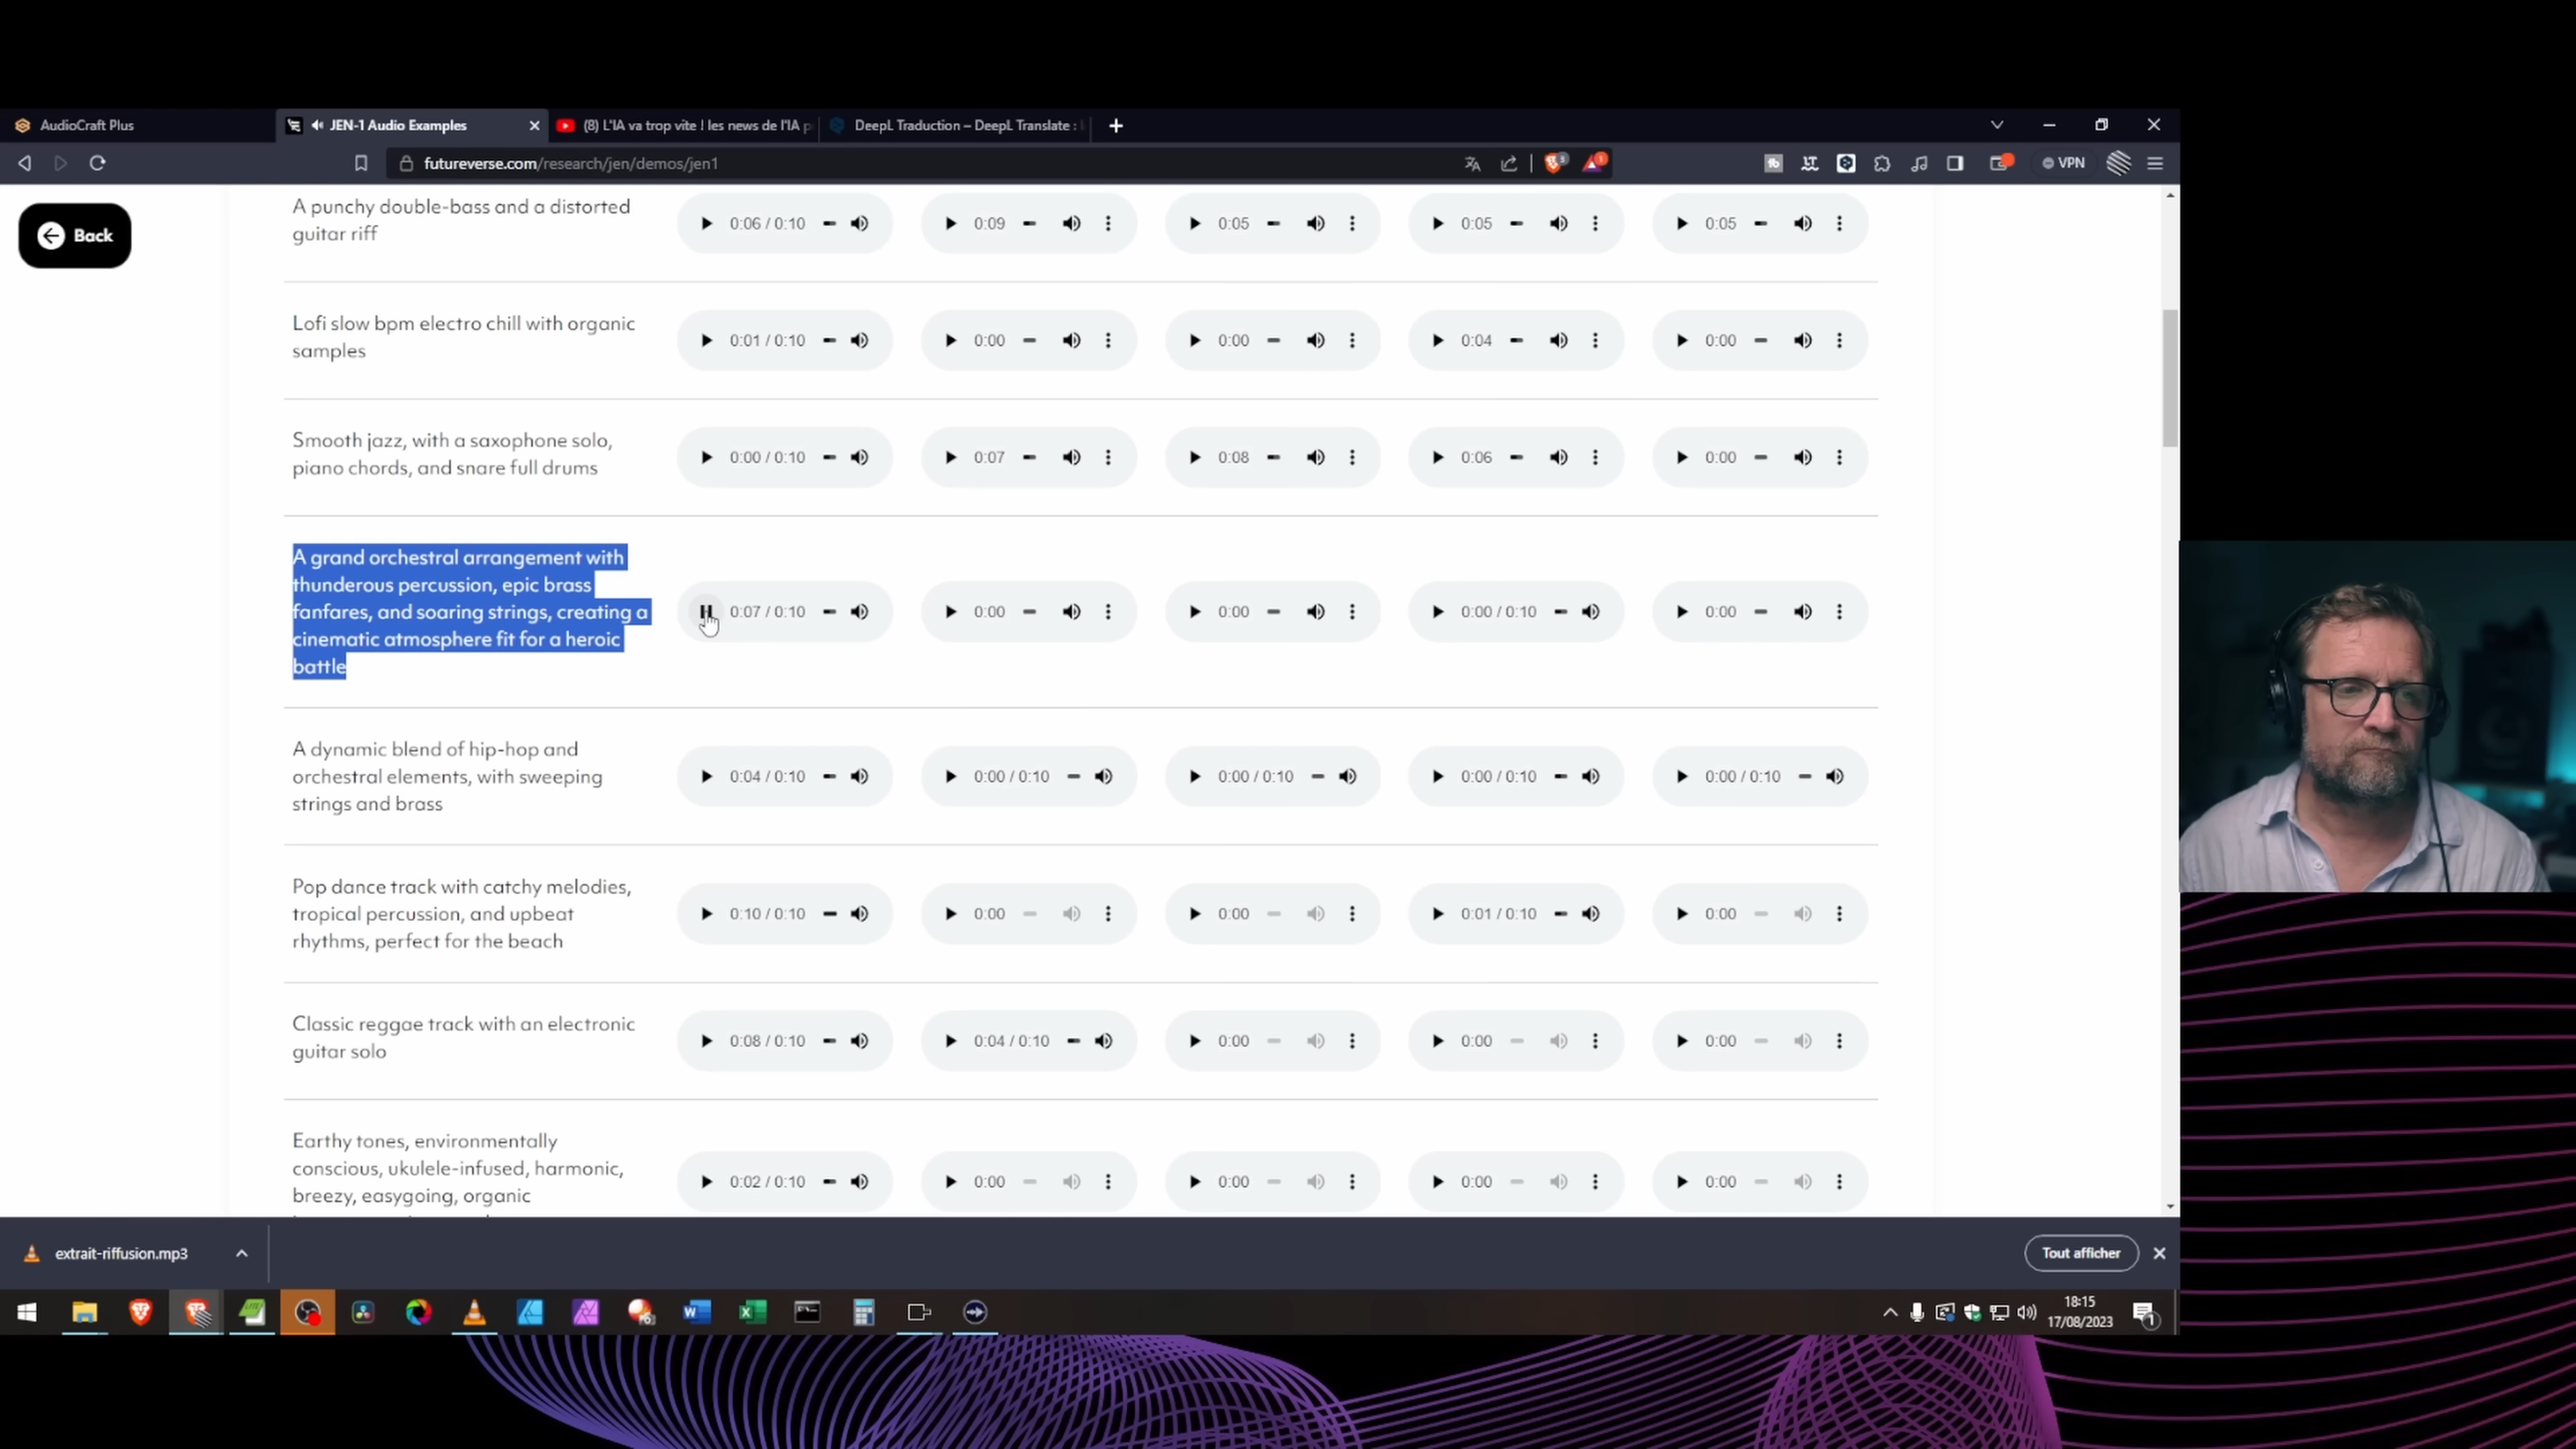 AudioCraft Plus
JEN-1 Audio Examples
(8) L'IA va trop vite ! les news de l'IA p
DeepL Traduction – DeepL Translate :
futureverse.com/research/jen/demos/jen1
VPN
Back
A punchy double-bass and a distorted
guitar riff
0:06 / 0:10
0:09
0:05
0:05
0:05
Lofi slow bpm electro chill with organic
samples
0:01 / 0:10
0:00
0:00
0:04
0:00
Smooth jazz, with a saxophone solo,
piano chords, and snare full drums
0:00 / 0:10
0:07
0:08
0:06
0:00
A grand orchestral arrangement with
thunderous percussion, epic brass
fanfares, and soaring strings, creating a
cinematic atmosphere fit for a heroic
battle
0:07 / 0:10
0:00
0:00
0:00 / 0:10
0:00
A dynamic blend of hip-hop and
orchestral elements, with sweeping
strings and brass
0:04 / 0:10
0:00 / 0:10
0:00 / 0:10
0:00 / 0:10
0:00 / 0:10
Pop dance track with catchy melodies,
tropical percussion, and upbeat
rhythms, perfect for the beach
0:10 / 0:10
0:00
0:00
0:01 / 0:10
0:00
Classic reggae track with an electronic
guitar solo
0:08 / 0:10
0:04 / 0:10
0:00
0:00
0:00
Earthy tones, environmentally
conscious, ukulele-infused, harmonic,
breezy, easygoing, organic
0:02 / 0:10
0:00
0:00
0:00
0:00
extrait-riffusion.mp3
Tout afficher
18:15
17/08/2023